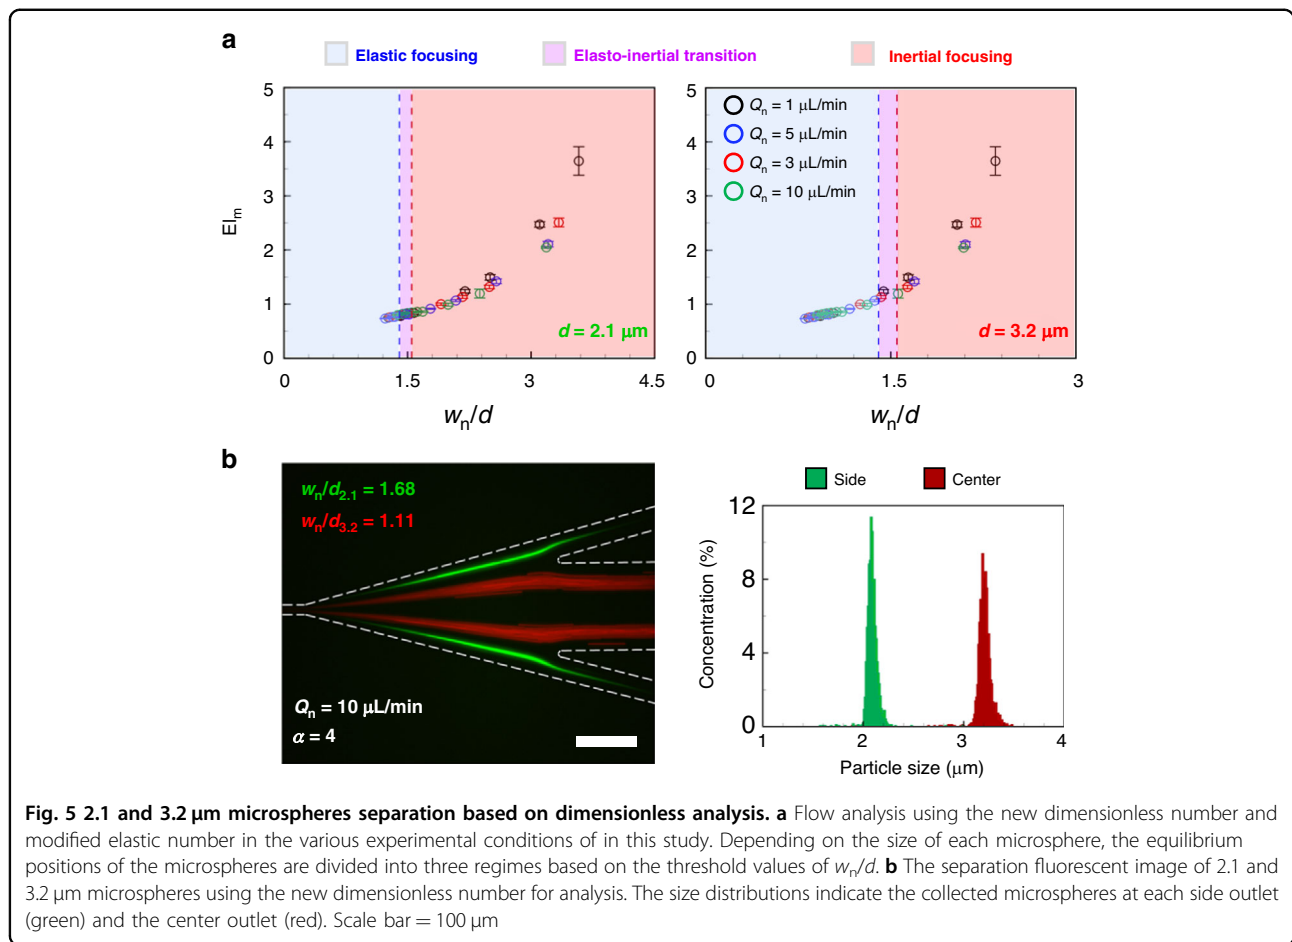 a
Elastic focusing
Elasto-inertial transition
Inertial focusing
5
4
3
2
1
0
El_m
0
1.5
3
4.5
w_n/d
d = 2.1 μm
5
4
3
2
1
0
Q_n = 1 μL/min
Q_n = 5 μL/min
Q_n = 3 μL/min
Q_n = 10 μL/min
d = 3.2 μm
0
1.5
3
w_n/d
b
w_n/d_2.1 = 1.68
w_n/d_3.2 = 1.11
Q_n = 10 μL/min
α = 4
Side
Center
12
8
4
0
Concentration (%)
1
2
3
4
Particle size (μm)
Fig. 5 2.1 and 3.2 μm microspheres separation based on dimensionless analysis. a Flow analysis using the new dimensionless number and
modified elastic number in the various experimental conditions of in this study. Depending on the size of each microsphere, the equilibrium
positions of the microspheres are divided into three regimes based on the threshold values of w_n/d. b The separation fluorescent image of 2.1 and
3.2 μm microspheres using the new dimensionless number for analysis. The size distributions indicate the collected microspheres at each side outlet
(green) and the center outlet (red). Scale bar = 100 μm